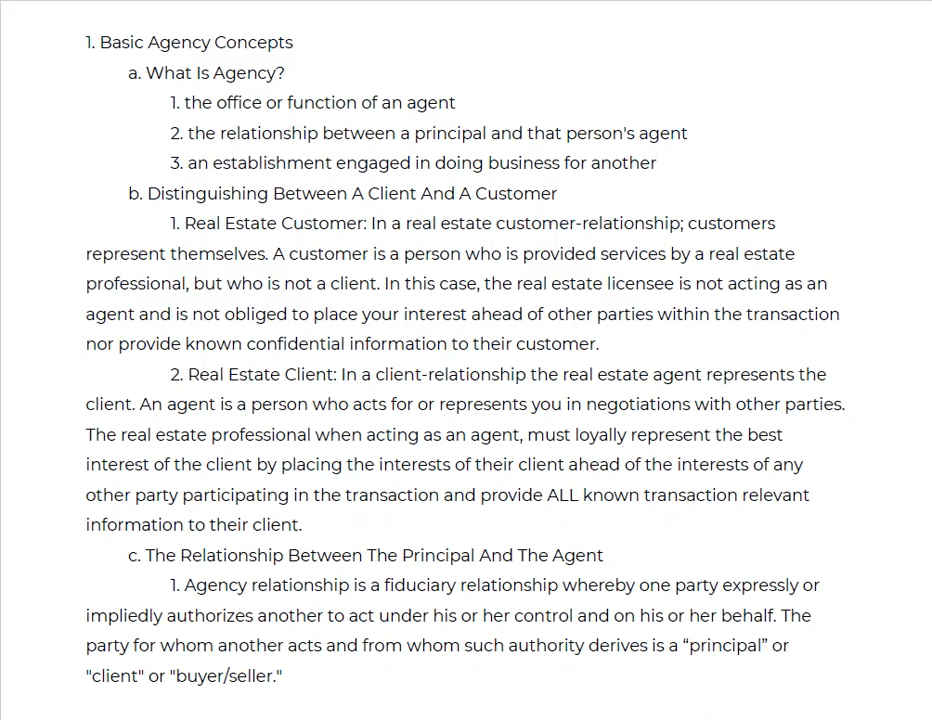 1. Basic Agency Concepts
a. What Is Agency?
1. the office or function of an agent
2. the relationship between a principal and that person's agent
3. an establishment engaged in doing business for another
b. Distinguishing Between A Client And A Customer
1. Real Estate Customer: In a real estate customer-relationship; customers
represent themselves. A customer is a person who is provided services by a real estate
professional, but who is not a client. In this case, the real estate licensee is not acting as an
agent and is not obliged to place your interest ahead of other parties within the transaction
nor provide known confidential information to their customer.
2. Real Estate Client: In a client-relationship the real estate agent represents the
client. An agent is a person who acts for or represents you in negotiations with other parties.
The real estate professional when acting as an agent, must loyally represent the best
interest of the client by placing the interests of their client ahead of the interests of any
other party participating in the transaction and provide ALL known transaction relevant
information to their client.
c. The Relationship Between The Principal And The Agent
1. Agency relationship is a fiduciary relationship whereby one party expressly or
impliedly authorizes another to act under his or her control and on his or her behalf. The
party for whom another acts and from whom such authority derives is a “principal” or
"client" or "buyer/seller."